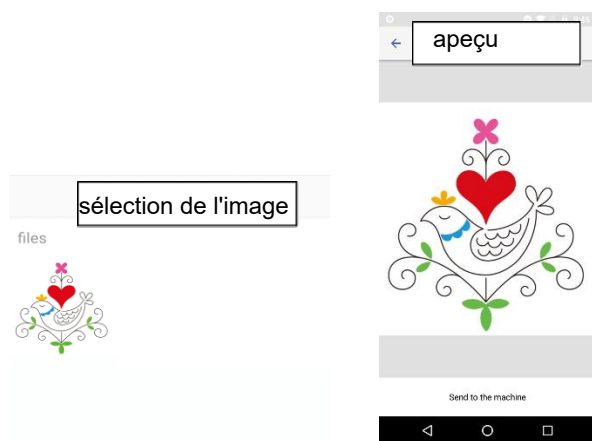 sélection de l'image
files
apeçu
Send to the machine